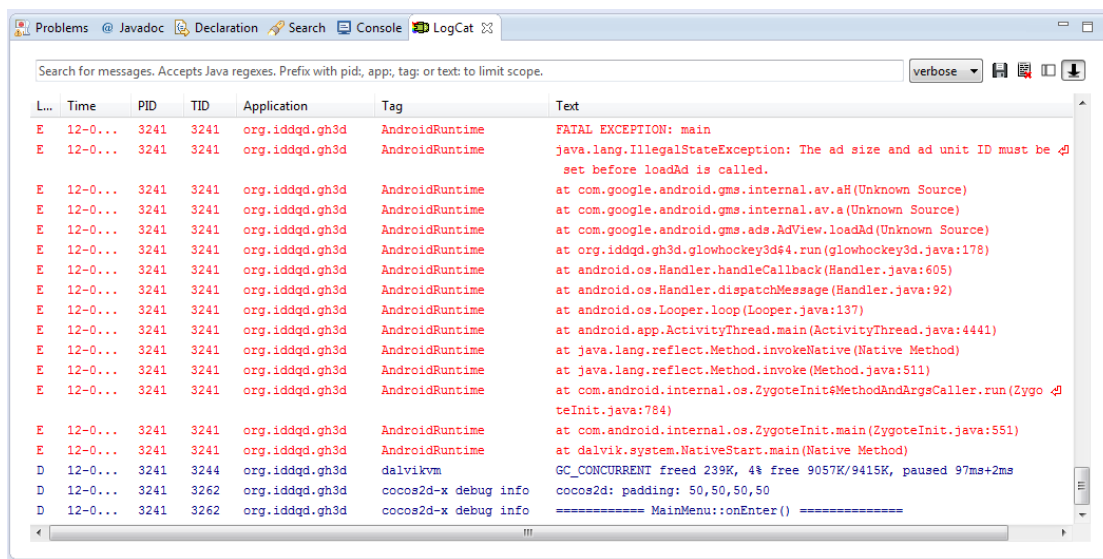 Problems @ Javadoc Declaration Search Console LogCat
Search for messages. Accepts Java regexes. Prefix with pid:, app:, tag: or text: to limit scope. verbose
L... Time PID TID Application Tag Text
E 12-0... 3241 3241 org.iddqd.gh3d AndroidRuntime FATAL EXCEPTION: main
E 12-0... 3241 3241 org.iddqd.gh3d AndroidRuntime java.lang.IllegalStateException: The ad size and ad unit ID must be
set before loadAd is called.
E 12-0... 3241 3241 org.iddqd.gh3d AndroidRuntime at com.google.android.gms.internal.av.aH(Unknown Source)
E 12-0... 3241 3241 org.iddqd.gh3d AndroidRuntime at com.google.android.gms.internal.av.a(Unknown Source)
E 12-0... 3241 3241 org.iddqd.gh3d AndroidRuntime at com.google.android.gms.ads.AdView.loadAd(Unknown Source)
E 12-0... 3241 3241 org.iddqd.gh3d AndroidRuntime at org.iddqd.gh3d.glowhockey3d$4.run(glowhockey3d.java:178)
E 12-0... 3241 3241 org.iddqd.gh3d AndroidRuntime at android.os.Handler.handleCallback(Handler.java:605)
E 12-0... 3241 3241 org.iddqd.gh3d AndroidRuntime at android.os.Handler.dispatchMessage(Handler.java:92)
E 12-0... 3241 3241 org.iddqd.gh3d AndroidRuntime at android.os.Looper.loop(Looper.java:137)
E 12-0... 3241 3241 org.iddqd.gh3d AndroidRuntime at android.app.ActivityThread.main(ActivityThread.java:4441)
E 12-0... 3241 3241 org.iddqd.gh3d AndroidRuntime at java.lang.reflect.Method.invokeNative(Native Method)
E 12-0... 3241 3241 org.iddqd.gh3d AndroidRuntime at java.lang.reflect.Method.invoke(Method.java:511)
E 12-0... 3241 3241 org.iddqd.gh3d AndroidRuntime at com.android.internal.os.ZygoteInit$MethodAndArgsCaller.run(Zygo
teInit.java:784)
E 12-0... 3241 3241 org.iddqd.gh3d AndroidRuntime at com.android.internal.os.ZygoteInit.main(ZygoteInit.java:551)
E 12-0... 3241 3241 org.iddqd.gh3d AndroidRuntime at dalvik.system.NativeStart.main(Native Method)
D 12-0... 3241 3244 org.iddqd.gh3d dalvikvm GC_CONCURRENT freed 239K, 4% free 9057K/9415K, paused 97ms+2ms
D 12-0... 3241 3262 org.iddqd.gh3d cocos2d-x debug info cocos2d: padding: 50,50,50,50
D 12-0... 3241 3262 org.iddqd.gh3d cocos2d-x debug info ============ MainMenu::onEnter() ==============